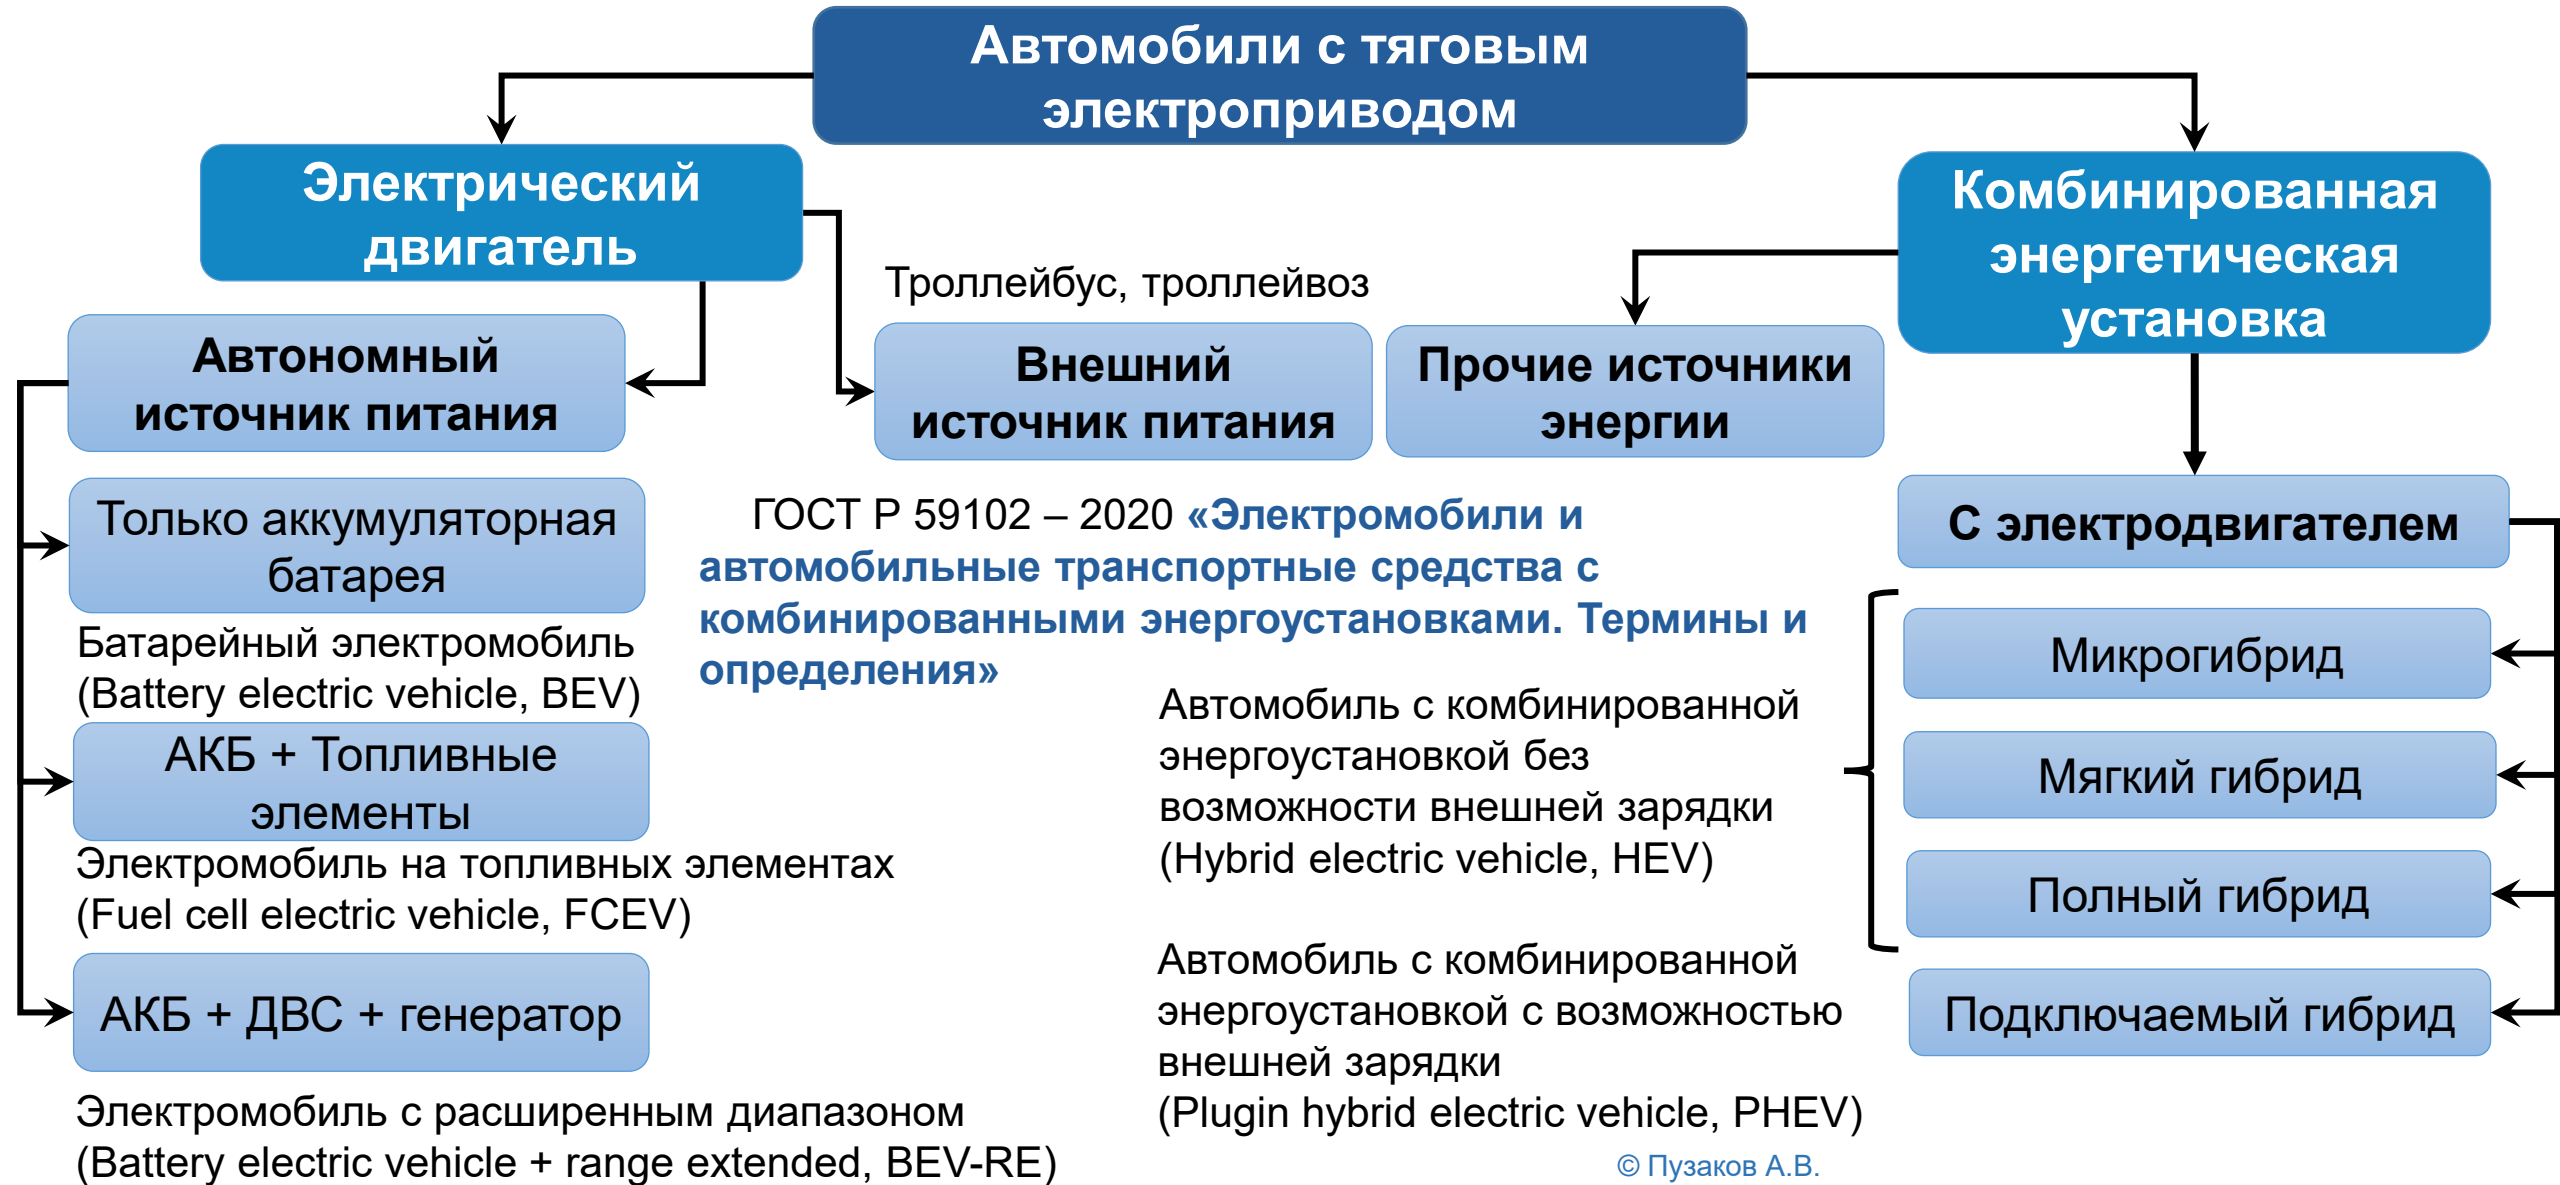 Автомобили с тяговым
электроприводом
Электрический
двигатель
Комбинированная
энергетическая
установка
Троллейбус, троллейвоз
Автономный
источник питания
Внешний
источник питания
Прочие источники
энергии
Только аккумуляторная
батарея
Батарейный электромобиль
(Battery electric vehicle, BEV)
АКБ + Топливные
элементы
Электромобиль на топливных элементах
(Fuel cell electric vehicle, FCEV)
АКБ + ДВС + генератор
Электромобиль с расширенным диапазоном
(Battery electric vehicle + range extended, BEV-RE)
ГОСТ Р 59102 – 2020 «Электромобили и
автомобильные транспортные средства с
комбинированными энергоустановками. Термины и
определения»
С электродвигателем
Микрогибрид
Мягкий гибрид
Полный гибрид
Подключаемый гибрид
Автомобиль с комбинированной
энергоустановкой без
возможности внешней зарядки
(Hybrid electric vehicle, HEV)
Автомобиль с комбинированной
энергоустановкой с возможностью
внешней зарядки
(Plugin hybrid electric vehicle, PHEV)
© Пузаков А.В.